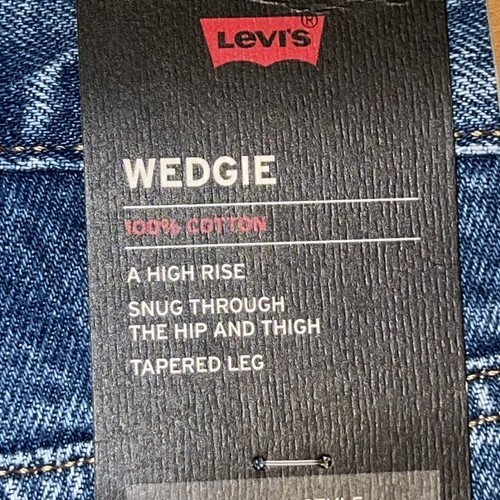 Levi's®
WEDGIE
100% COTTON
A HIGH RISE
SNUG THROUGH
THE HIP AND THIGH
TAPERED LEG